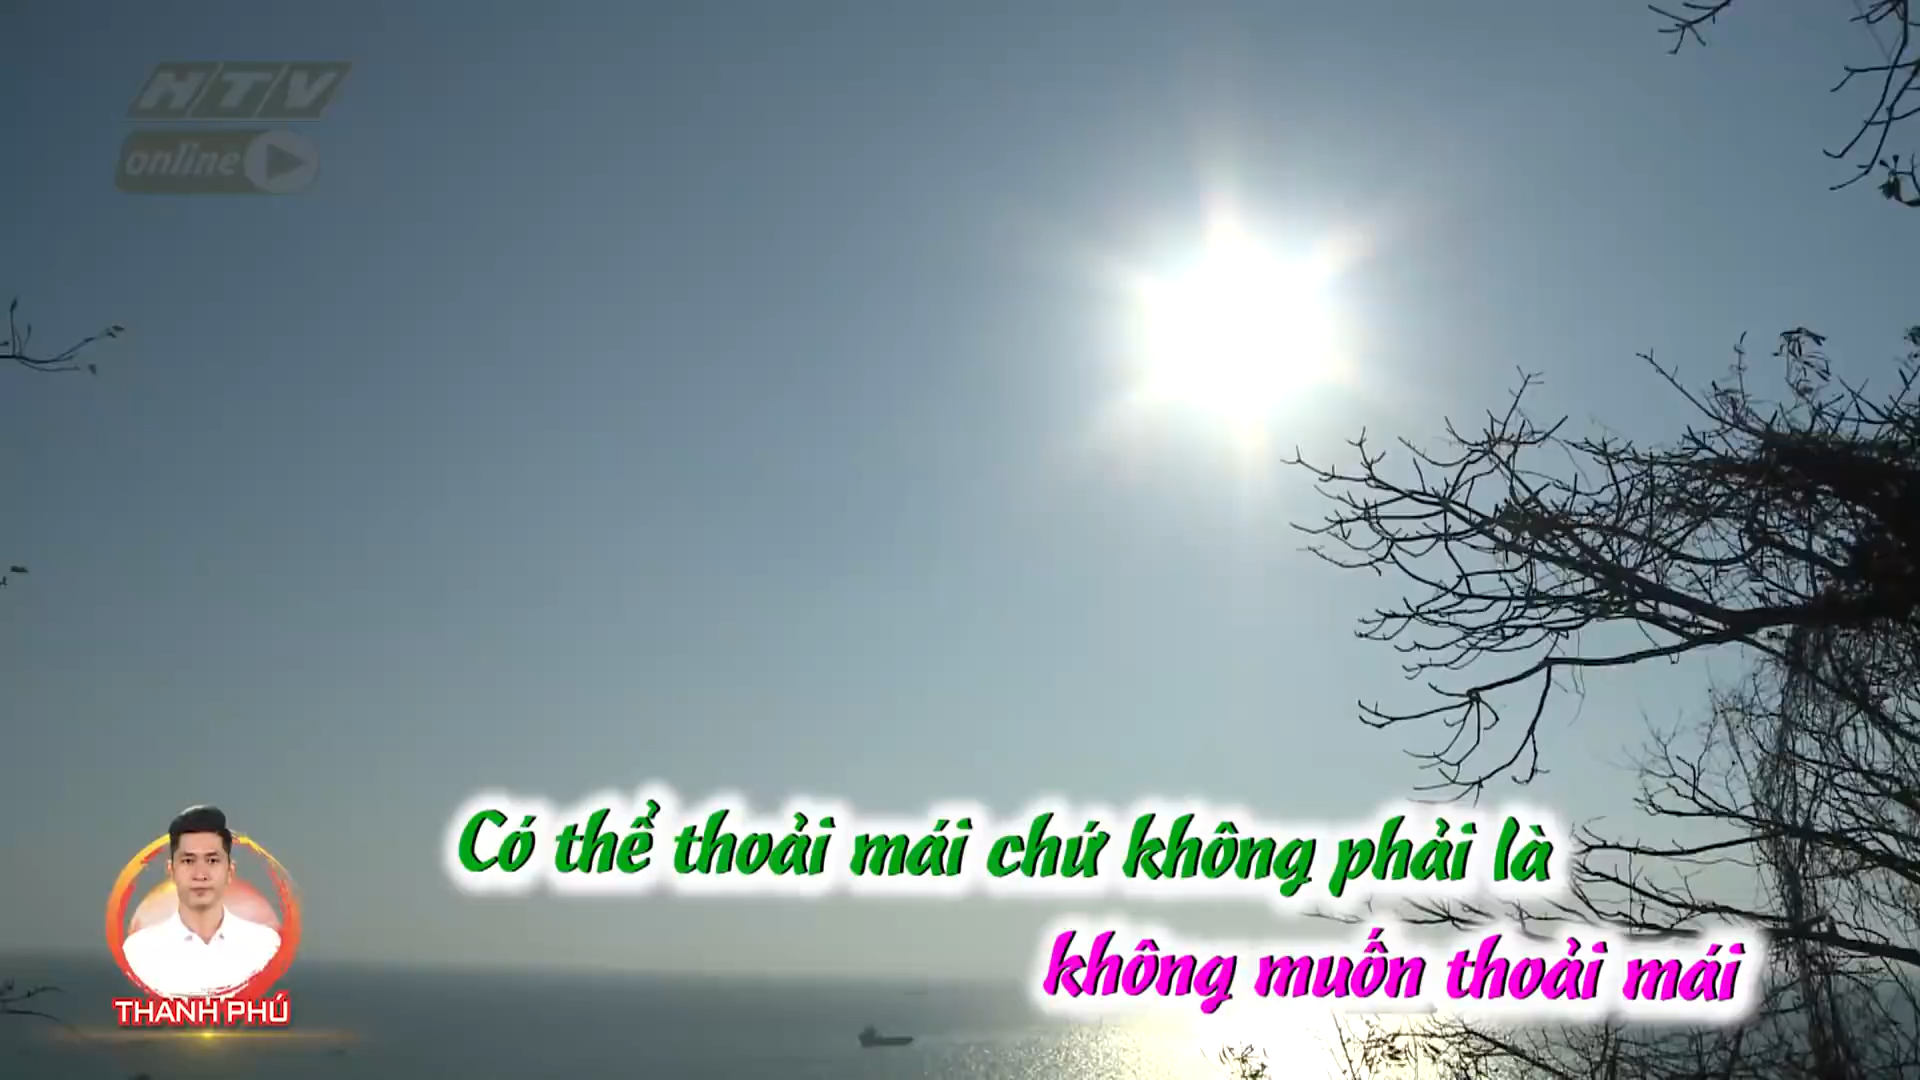 HTV
online
Có thể thoải mái chứ không phải là
không muốn thoải mái
THANH PHÚ